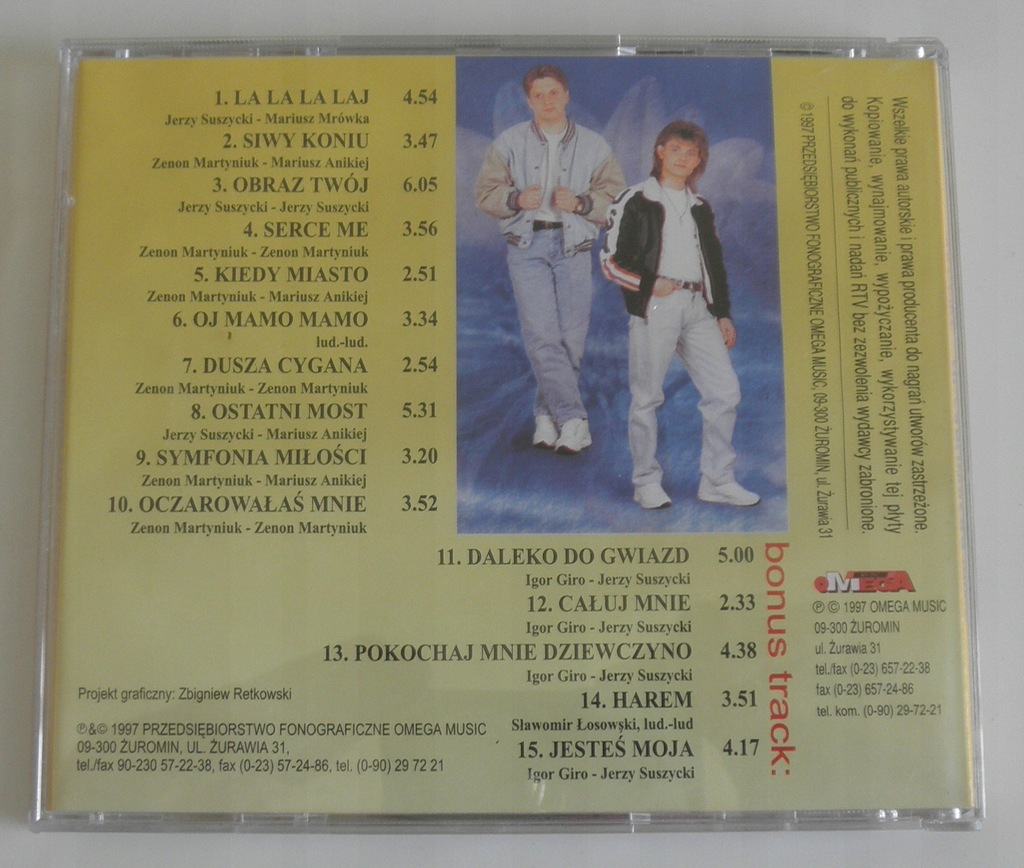 1. LA LA LA LAJ 4.54
Jerzy Suszycki - Mariusz Mrówka
2. SIWY KONIU 3.47
Zenon Martyniuk - Mariusz Anikiej
3. OBRAZ TWÓJ 6.05
Jerzy Suszycki - Jerzy Suszycki
4. SERCE ME 3.56
Zenon Martyniuk - Zenon Martyniuk
5. KIEDY MIASTO 2.51
Zenon Martyniuk - Mariusz Anikiej
6. OJ MAMO MAMO 3.34
lud.-lud.
7. DUSZA CYGANA 2.54
Zenon Martyniuk - Zenon Martyniuk
8. OSTATNI MOST 5.31
Jerzy Suszycki - Mariusz Anikiej
9. SYMFONIA MIŁOŚCI 3.20
Zenon Martyniuk - Mariusz Anikiej
10. OCZAROWAŁAŚ MNIE 3.52
Zenon Martyniuk - Zenon Martyniuk
bonus track:
11. DALEKO DO GWIAZD 5.00
Igor Giro - Jerzy Suszycki
12. CAŁUJ MNIE 2.33
Igor Giro - Jerzy Suszycki
13. POKOCHAJ MNIE DZIEWCZYNO 4.38
Igor Giro - Jerzy Suszycki
14. HAREM 3.51
Sławomir Łosowski, lud.-lud
15. JESTEŚ MOJA 4.17
Igor Giro - Jerzy Suszycki
Projekt graficzny: Zbigniew Retkowski
℗&© 1997 PRZEDSIĘBIORSTWO FONOGRAFICZNE OMEGA MUSIC
09-300 ŻUROMIN, UL. ŻURAWIA 31,
tel./fax 90-230 57-22-38, fax (0-23) 57-24-86, tel. (0-90) 29 72 21
Wszelkie prawa autorskie i prawa producenta do nagrań utworów zastrzeżone.
Kopiowanie, wynajmowanie, wypożyczanie, wykorzystywanie tej płyty
do wykonań publicznych i nadań RTV bez zezwolenia wydawcy zabronione.
© 1997 PRZEDSIĘBIORSTWO FONOGRAFICZNE OMEGA MUSIC, 09-300 ŻUROMIN, ul. Żurawia 31
OMEGA
℗ © 1997 OMEGA MUSIC
09-300 ŻUROMIN
ul. Żurawia 31
tel./fax (0-23) 657-22-38
fax (0-23) 657-24-86
tel. kom. (0-90) 29-72-21